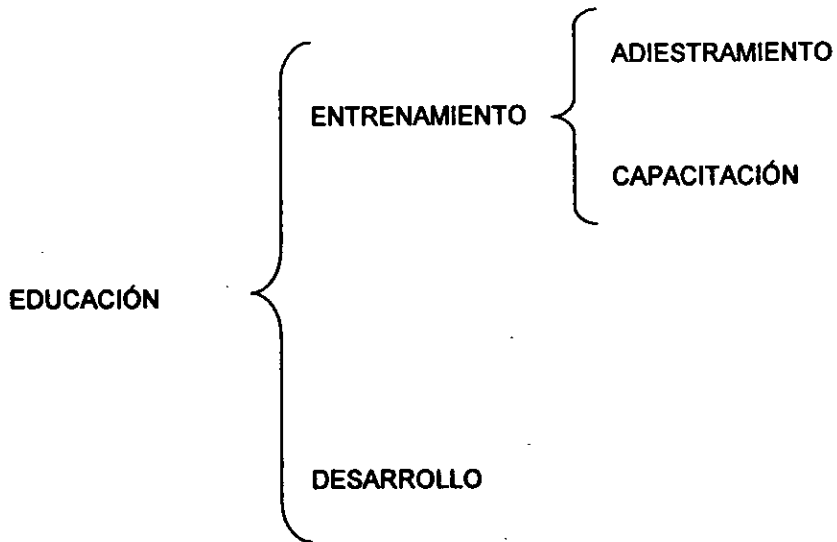 ADIESTRAMIENTO
ENTRENAMIENTO
CAPACITACIÓN
EDUCACIÓN
DESARROLLO